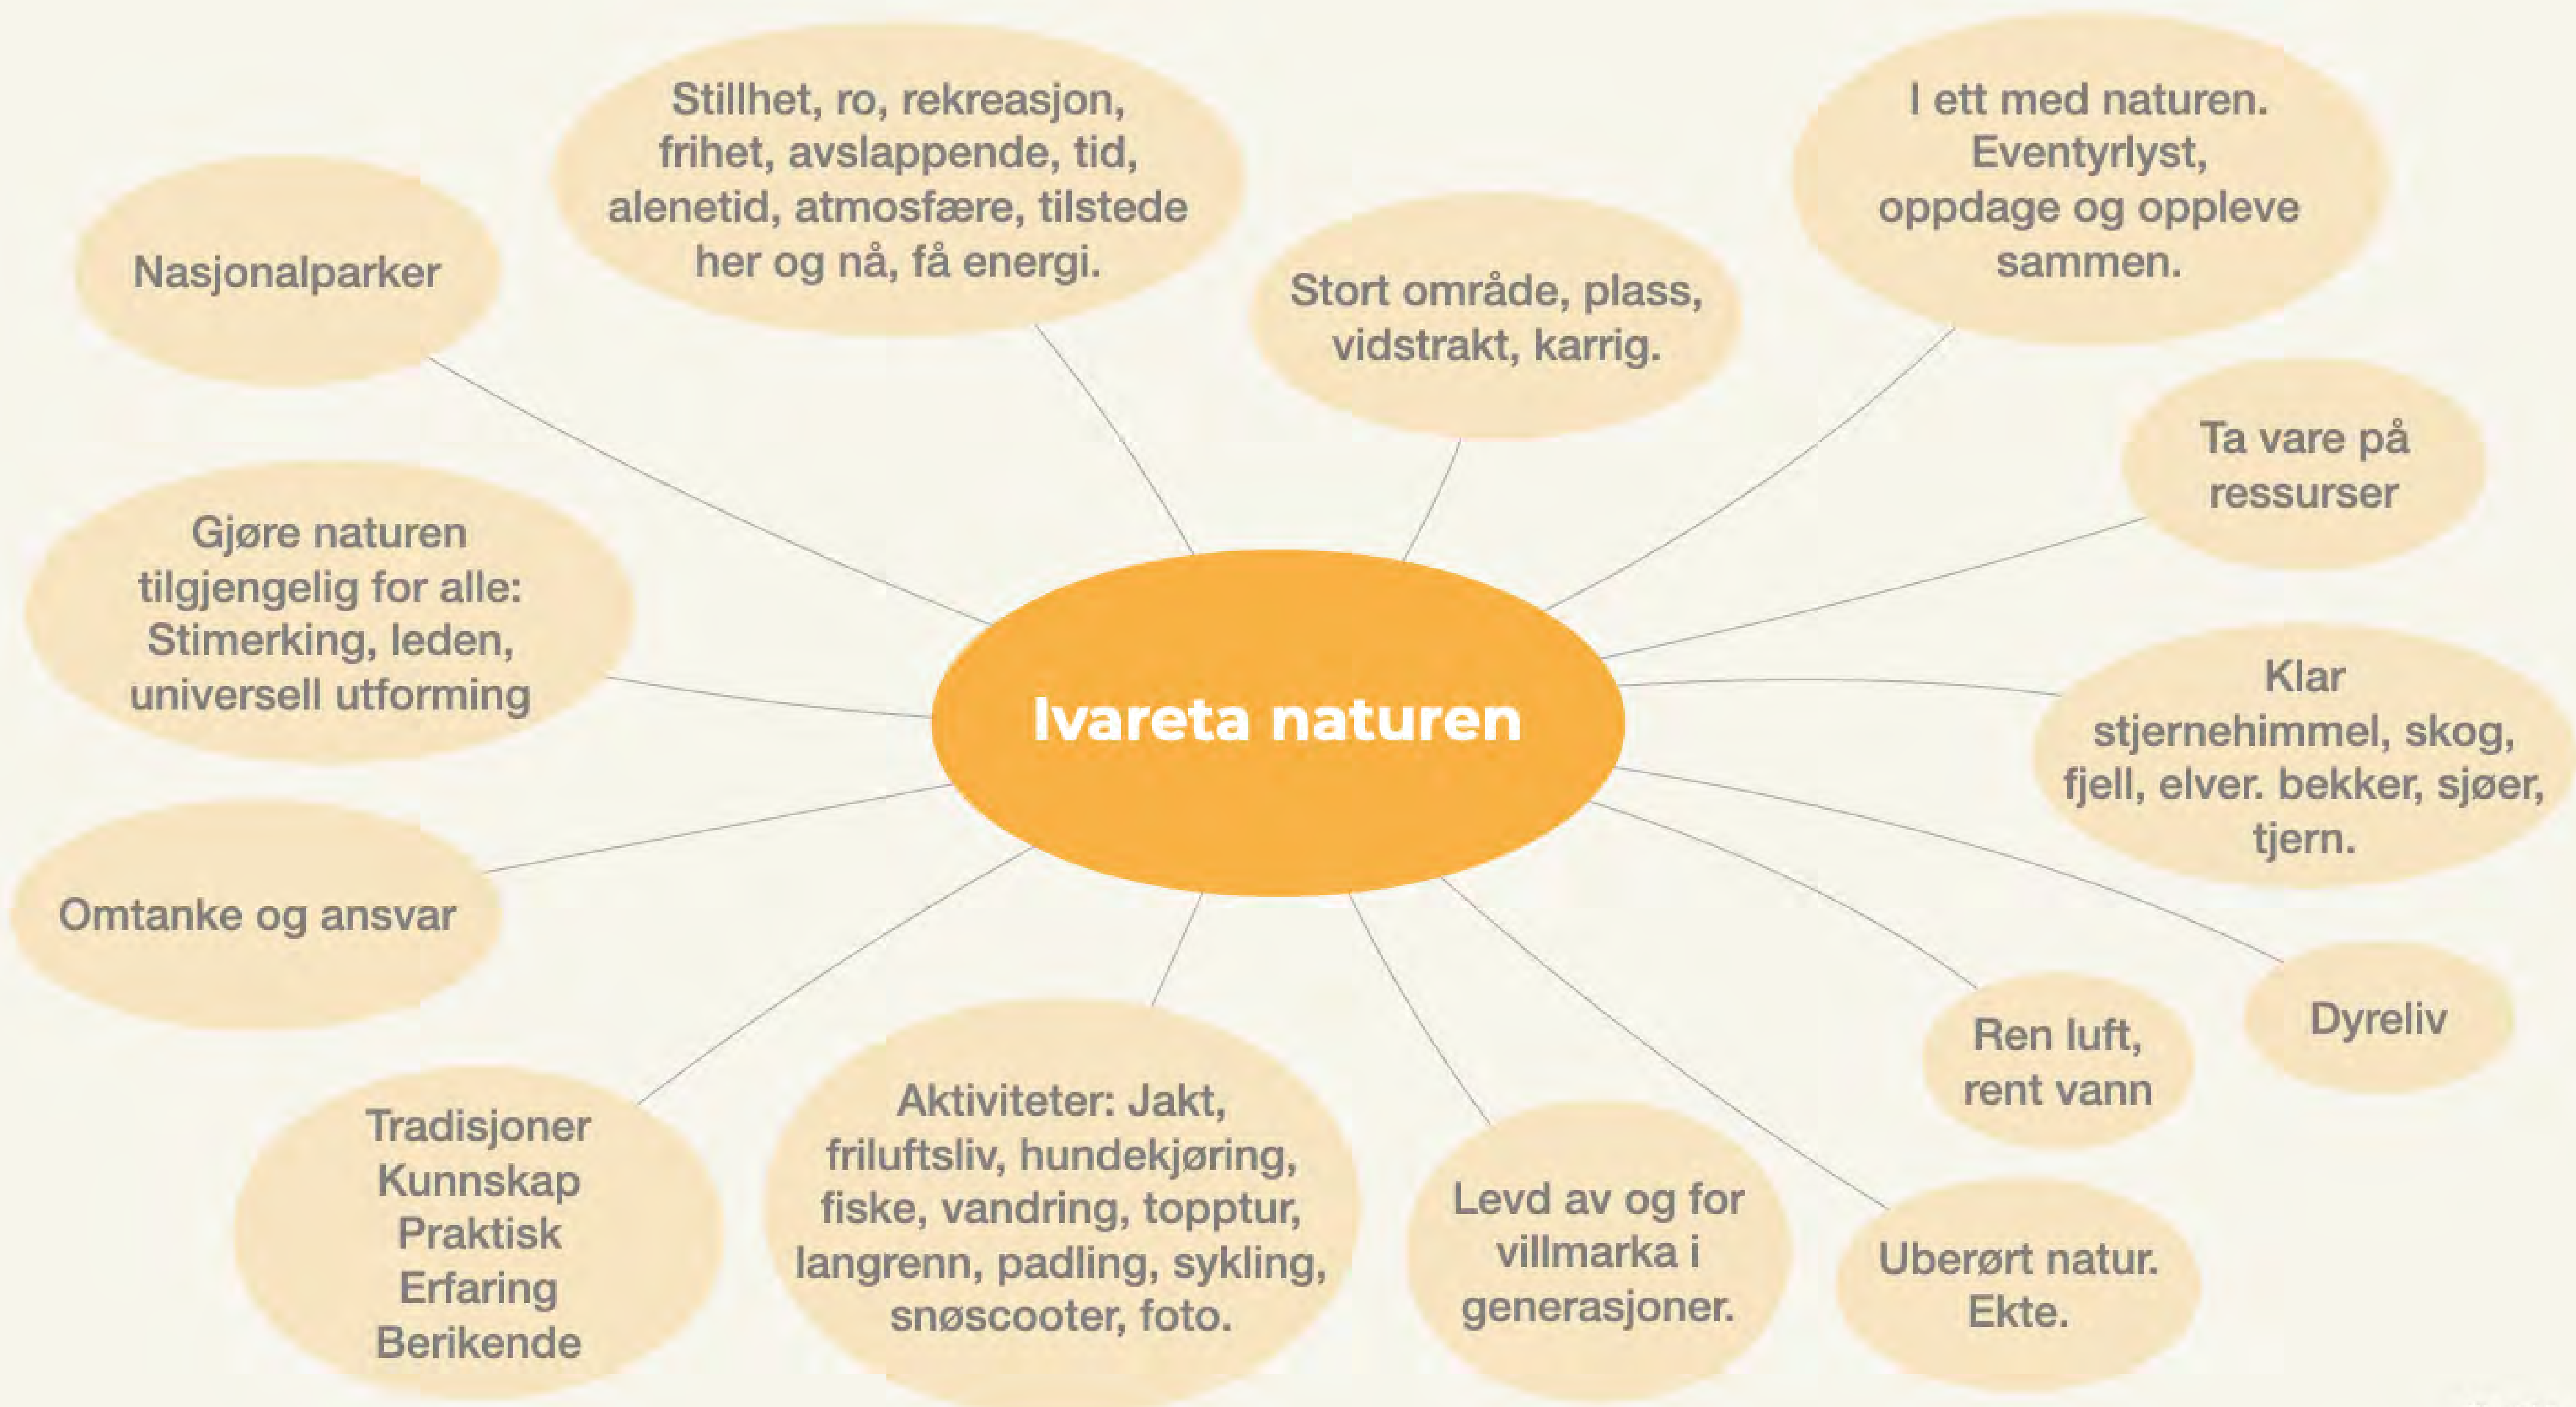 Stillhet, ro, rekreasjon,
frihet, avslappende, tid,
alenetid, atmosfære, tilstede
her og nå, få energi.
I ett med naturen.
Eventyrlyst,
oppdage og oppleve
sammen.
Nasjonalparker
Stort område, plass,
vidstrakt, karrig.
Ta vare på
ressurser
Gjøre naturen
tilgjengelig for alle:
Stimerking, leden,
universell utforming
Ivareta naturen
Klar
stjernehimmel, skog,
fjell, elver. bekker, sjøer,
tjern.
Omtanke og ansvar
Dyreliv
Ren luft,
rent vann
Tradisjoner
Kunnskap
Praktisk
Erfaring
Berikende
Aktiviteter: Jakt,
friluftsliv, hundekjøring,
fiske, vandring, topptur,
langrenn, padling, sykling,
snøscooter, foto.
Levd av og for
villmarka i
generasjoner.
Uberørt natur.
Ekte.